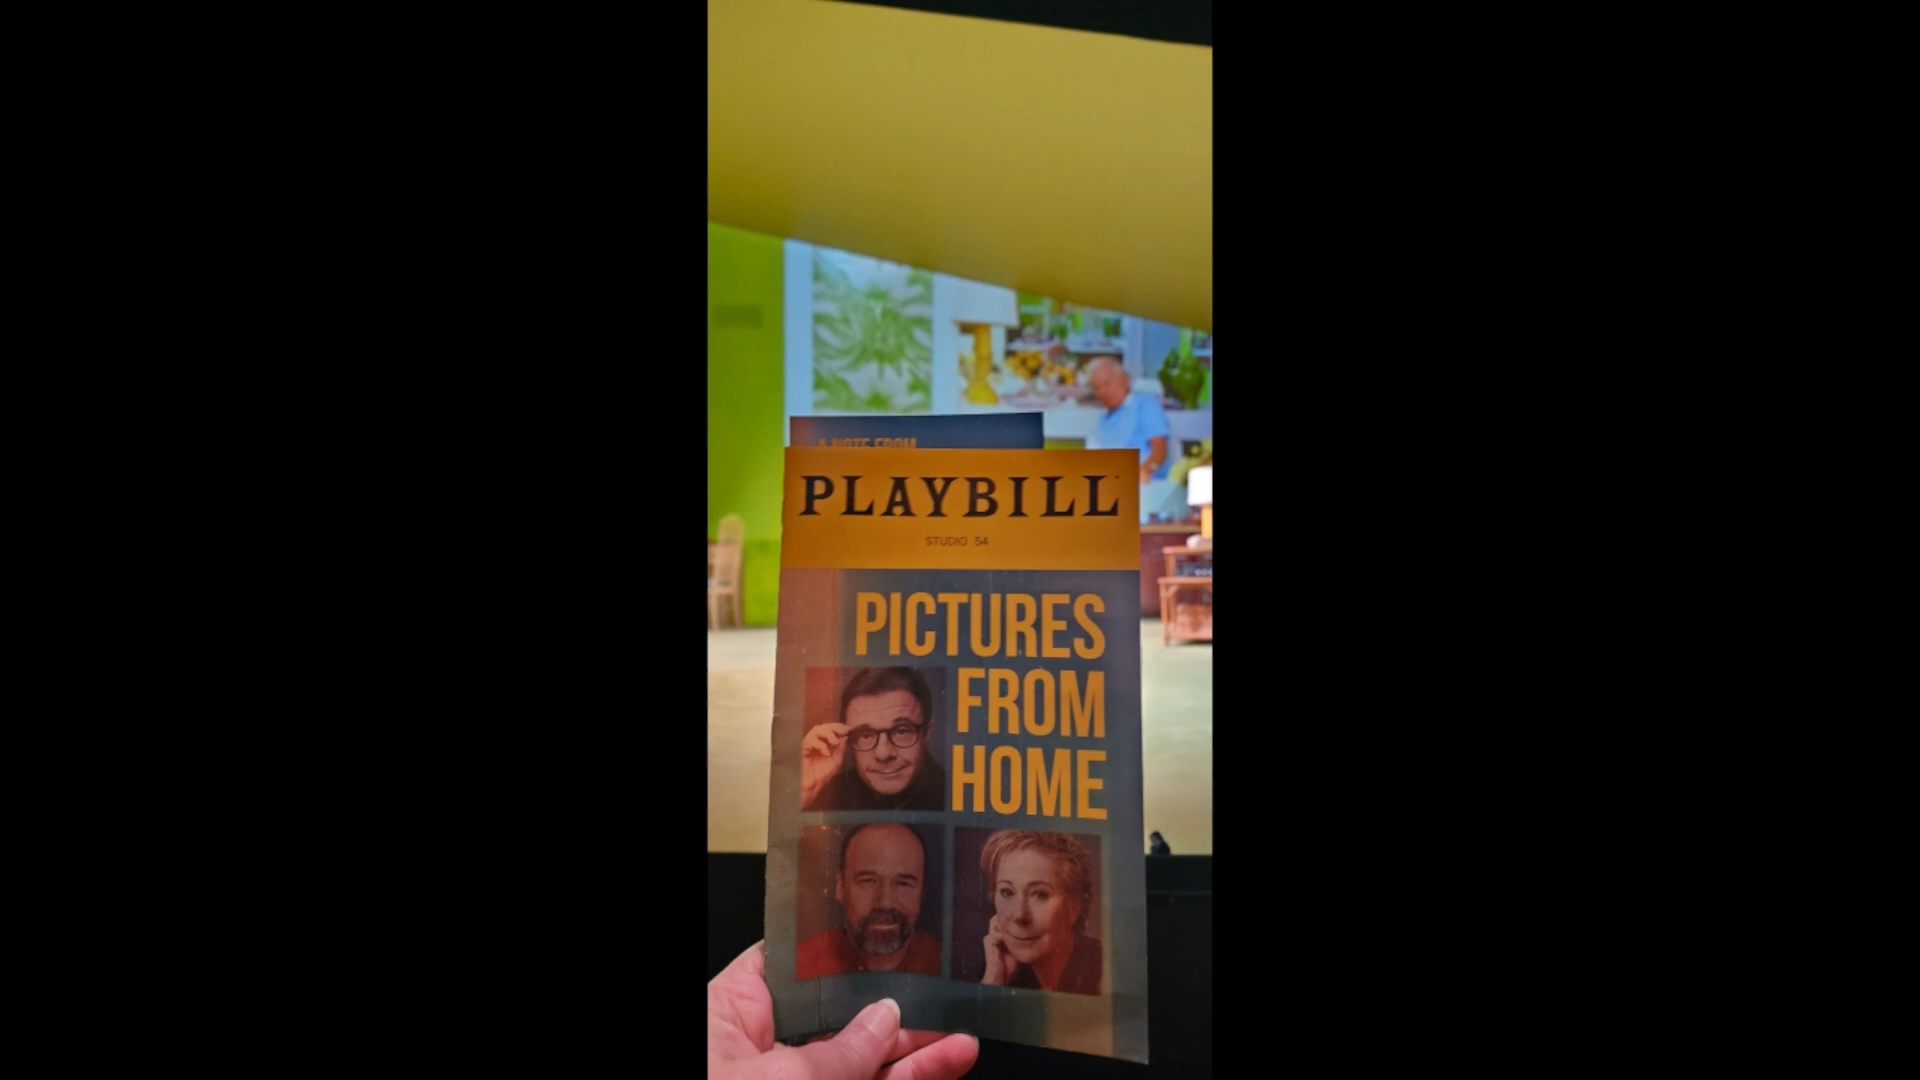 A NOTE FROM
PLAYBILL
STUDIO 54
PICTURES
FROM
HOME